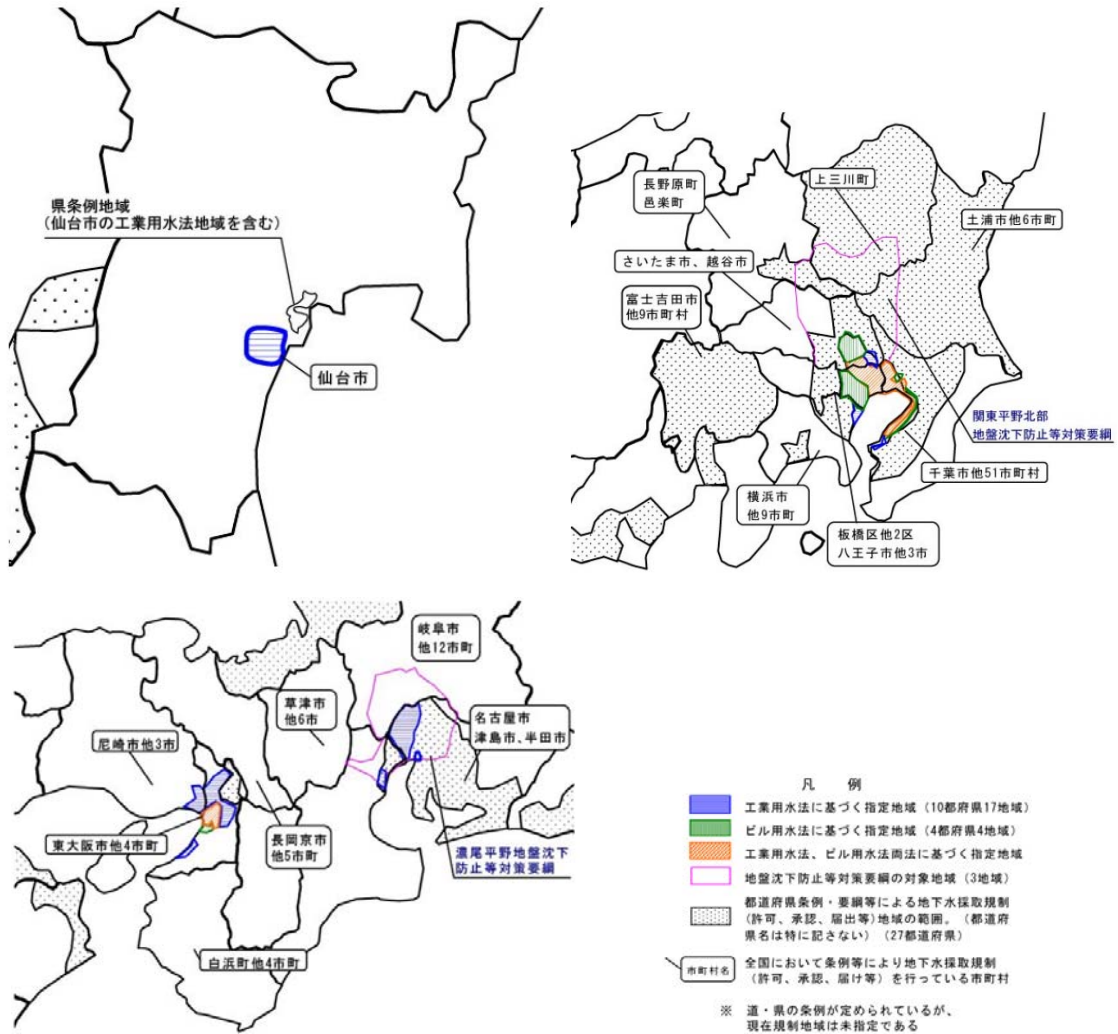 県条例地域
(仙台市の工業用水法地域を含む)
仙台市
長野原町
邑楽町
上三川町
土浦市他6市町
さいたま市、越谷市
富士吉田市
他9市町村
関東平野北部
地盤沈下防止等対策要綱
千葉市他51市町村
横浜市
他9市町
板橋区他2区
八王子市他3市
岐阜市
他12市町
草津市
他6市
名古屋市
津島市、半田市
尼崎市他3市
東大阪市他4市町
長岡京市
他5市町
濃尾平野地盤沈下
防止等対策要綱
白浜町他4市町
凡 例
工業用水法に基づく指定地域(10都府県17地域)
ビル用水法に基づく指定地域(4都府県4地域)
工業用水法、ビル用水法両法に基づく指定地域
地盤沈下防止等対策要綱の対象地域(3地域)
都道府県条例・要綱等による地下水採取規制
(許可、承認、届出等)地域の範囲。(都道府
県名は特に記さない)(27都道府県)
市町村名
全国において条例等により地下水採取規制
(許可、承認、届け等)を行っている市町村
※ 道・県の条例が定められているが、
現在規制地域は未指定である